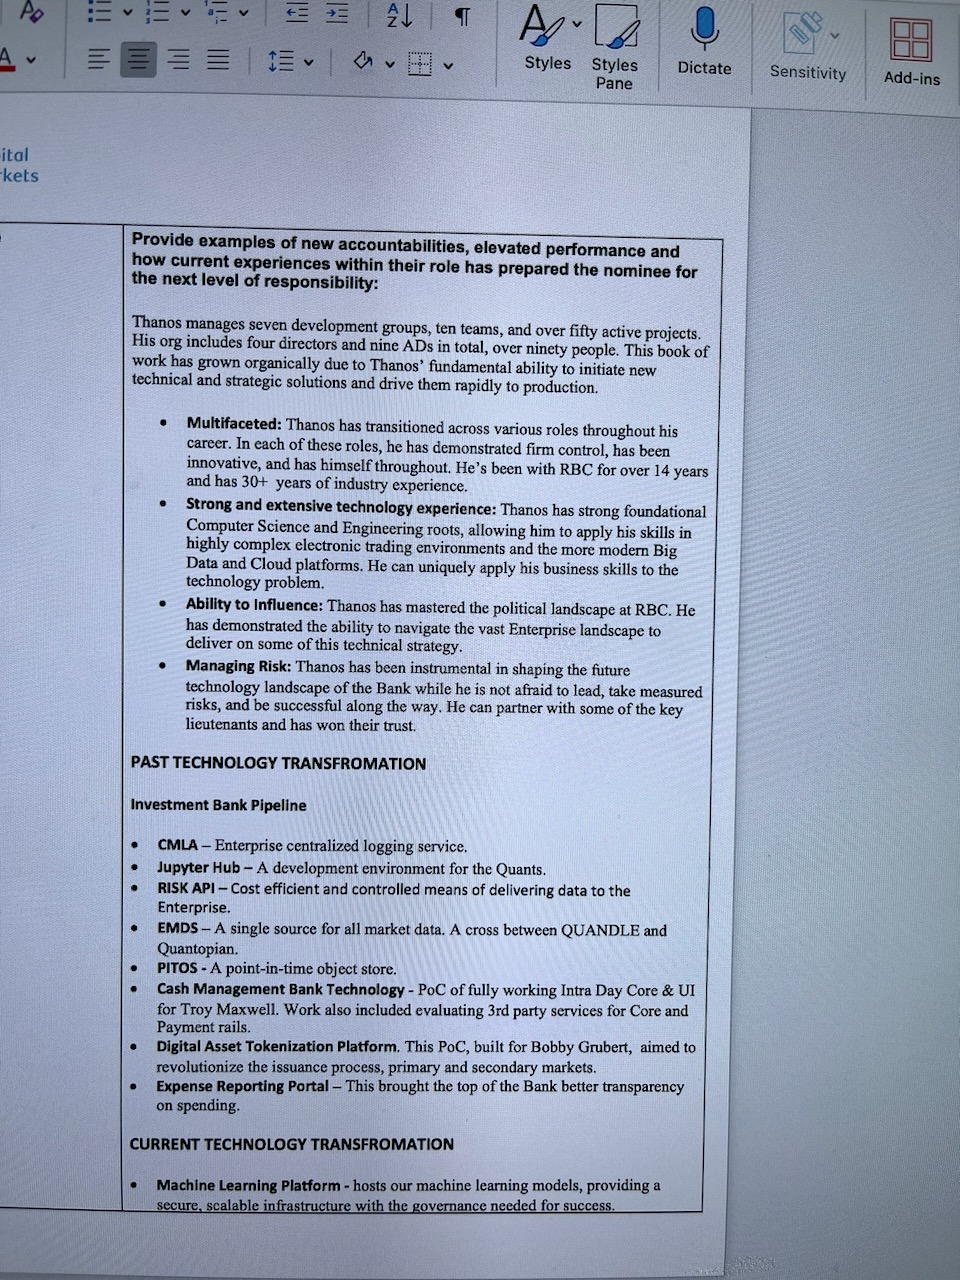 Styles
Styles
Pane
Dictate
Sensitivity
Add-ins
ital
kets
Provide examples of new accountabilities, elevated performance and
how current experiences within their role has prepared the nominee for
the next level of responsibility:
Thanos manages seven development groups, ten teams, and over fifty active projects.
His org includes four directors and nine ADs in total, over ninety people. This book of
work has grown organically due to Thanos’ fundamental ability to initiate new
technical and strategic solutions and drive them rapidly to production.
• Multifaceted: Thanos has transitioned across various roles throughout his
career. In each of these roles, he has demonstrated firm control, has been
innovative, and has himself throughout. He’s been with RBC for over 14 years
and has 30+ years of industry experience.
• Strong and extensive technology experience: Thanos has strong foundational
Computer Science and Engineering roots, allowing him to apply his skills in
highly complex electronic trading environments and the more modern Big
Data and Cloud platforms. He can uniquely apply his business skills to the
technology problem.
• Ability to Influence: Thanos has mastered the political landscape at RBC. He
has demonstrated the ability to navigate the vast Enterprise landscape to
deliver on some of this technical strategy.
• Managing Risk: Thanos has been instrumental in shaping the future
technology landscape of the Bank while he is not afraid to lead, take measured
risks, and be successful along the way. He can partner with some of the key
lieutenants and has won their trust.
PAST TECHNOLOGY TRANSFROMATION
Investment Bank Pipeline
• CMLA – Enterprise centralized logging service.
• Jupyter Hub – A development environment for the Quants.
• RISK API – Cost efficient and controlled means of delivering data to the
Enterprise.
• EMDS – A single source for all market data. A cross between QUANDLE and
Quantopian.
• PITOS - A point-in-time object store.
• Cash Management Bank Technology - PoC of fully working Intra Day Core & UI
for Troy Maxwell. Work also included evaluating 3rd party services for Core and
Payment rails.
• Digital Asset Tokenization Platform. This PoC, built for Bobby Grubert, aimed to
revolutionize the issuance process, primary and secondary markets.
• Expense Reporting Portal – This brought the top of the Bank better transparency
on spending.
CURRENT TECHNOLOGY TRANSFROMATION
• Machine Learning Platform - hosts our machine learning models, providing a
secure, scalable infrastructure with the governance needed for success.